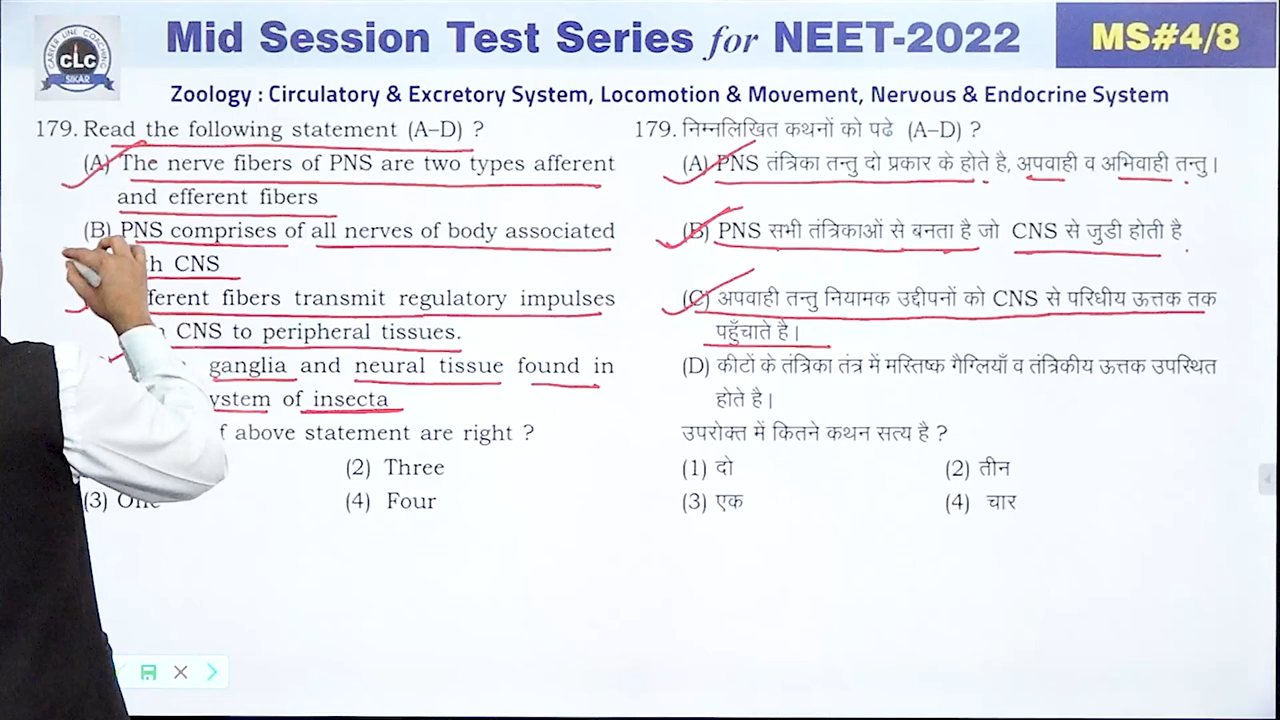 CAREER LINE COACHING
CLC
SIKAR
Mid Session Test Series for NEET-2022
MS#4/8
Zoology : Circulatory & Excretory System, Locomotion & Movement, Nervous & Endocrine System
179. Read the following statement (A–D) ?
(A) The nerve fibers of PNS are two types afferent
and efferent fibers
(B) PNS comprises of all nerves of body associated
CNS
fibers transmit regulatory impulses
CNS to peripheral tissues.
ganglia and neural tissue found in
of insecta
above statement are right ?
(2) Three
(3) One
(4) Four
179. निम्नलिखित कथनों को पढे (A–D) ?
(A) PNS तंत्रिका तन्तु दो प्रकार के होते है, अपवाही व अभिवाही तन्तु।
(B) PNS सभी तंत्रिकाओं से बनता है जो CNS से जुडी होती है
(C) अपवाही तन्तु नियामक उद्दीपनों को CNS से परिधीय ऊत्तक तक
पहुँचाते है।
(D) कीटों के तंत्रिका तंत्र में मस्तिष्क गैग्लियाँ व तंत्रिकीय ऊत्तक उपस्थित
होते है।
उपरोक्त में कितने कथन सत्य है ?
(1) दो
(2) तीन
(3) एक
(4) चार